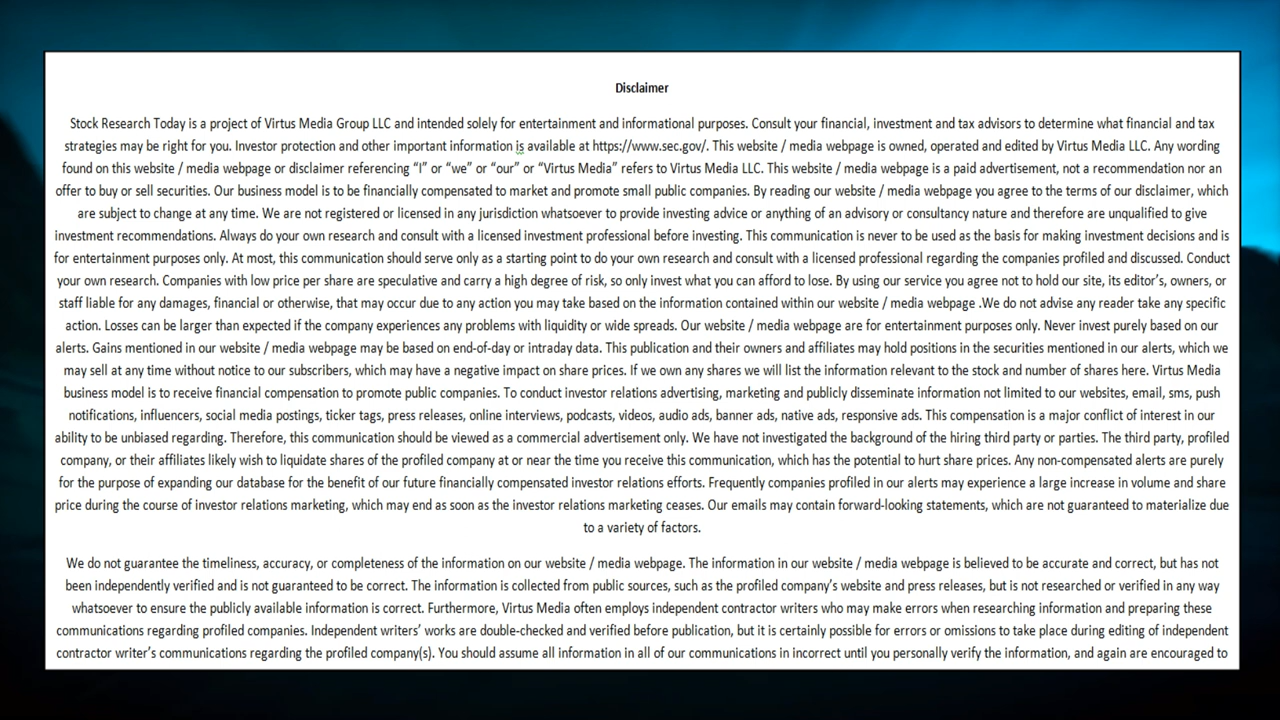 Disclaimer
Stock Research Today is a project of Virtus Media Group LLC and intended solely for entertainment and informational purposes. Consult your financial, investment and tax advisors to determine what financial and tax
strategies may be right for you. Investor protection and other important information is available at https://www.sec.gov/. This website / media webpage is owned, operated and edited by Virtus Media LLC. Any wording
found on this website / media webpage or disclaimer referencing “I” or “we” or “our” or “Virtus Media” refers to Virtus Media LLC. This website / media webpage is a paid advertisement, not a recommendation nor an
offer to buy or sell securities. Our business model is to be financially compensated to market and promote small public companies. By reading our website / media webpage you agree to the terms of our disclaimer, which
are subject to change at any time. We are not registered or licensed in any jurisdiction whatsoever to provide investing advice or anything of an advisory or consultancy nature and therefore are unqualified to give
investment recommendations. Always do your own research and consult with a licensed investment professional before investing. This communication is never to be used as the basis for making investment decisions and is
for entertainment purposes only. At most, this communication should serve only as a starting point to do your own research and consult with a licensed professional regarding the companies profiled and discussed. Conduct
your own research. Companies with low price per share are speculative and carry a high degree of risk, so only invest what you can afford to lose. By using our service you agree not to hold our site, its editor’s, owners, or
staff liable for any damages, financial or otherwise, that may occur due to any action you may take based on the information contained within our website / media webpage .We do not advise any reader take any specific
action. Losses can be larger than expected if the company experiences any problems with liquidity or wide spreads. Our website / media webpage are for entertainment purposes only. Never invest purely based on our
alerts. Gains mentioned in our website / media webpage may be based on end-of-day or intraday data. This publication and their owners and affiliates may hold positions in the securities mentioned in our alerts, which we
may sell at any time without notice to our subscribers, which may have a negative impact on share prices. If we own any shares we will list the information relevant to the stock and number of shares here. Virtus Media
business model is to receive financial compensation to promote public companies. To conduct investor relations advertising, marketing and publicly disseminate information not limited to our websites, email, sms, push
notifications, influencers, social media postings, ticker tags, press releases, online interviews, podcasts, videos, audio ads, banner ads, native ads, responsive ads. This compensation is a major conflict of interest in our
ability to be unbiased regarding. Therefore, this communication should be viewed as a commercial advertisement only. We have not investigated the background of the hiring third party or parties. The third party, profiled
company, or their affiliates likely wish to liquidate shares of the profiled company at or near the time you receive this communication, which has the potential to hurt share prices. Any non-compensated alerts are purely
for the purpose of expanding our database for the benefit of our future financially compensated investor relations efforts. Frequently companies profiled in our alerts may experience a large increase in volume and share
price during the course of investor relations marketing, which may end as soon as the investor relations marketing ceases. Our emails may contain forward-looking statements, which are not guaranteed to materialize due
to a variety of factors.
We do not guarantee the timeliness, accuracy, or completeness of the information on our website / media webpage. The information in our website / media webpage is believed to be accurate and correct, but has not
been independently verified and is not guaranteed to be correct. The information is collected from public sources, such as the profiled company’s website and press releases, but is not researched or verified in any way
whatsoever to ensure the publicly available information is correct. Furthermore, Virtus Media often employs independent contractor writers who may make errors when researching information and preparing these
communications regarding profiled companies. Independent writers’ works are double-checked and verified before publication, but it is certainly possible for errors or omissions to take place during editing of independent
contractor writer’s communications regarding the profiled company(s). You should assume all information in all of our communications in incorrect until you personally verify the information, and again are encouraged to